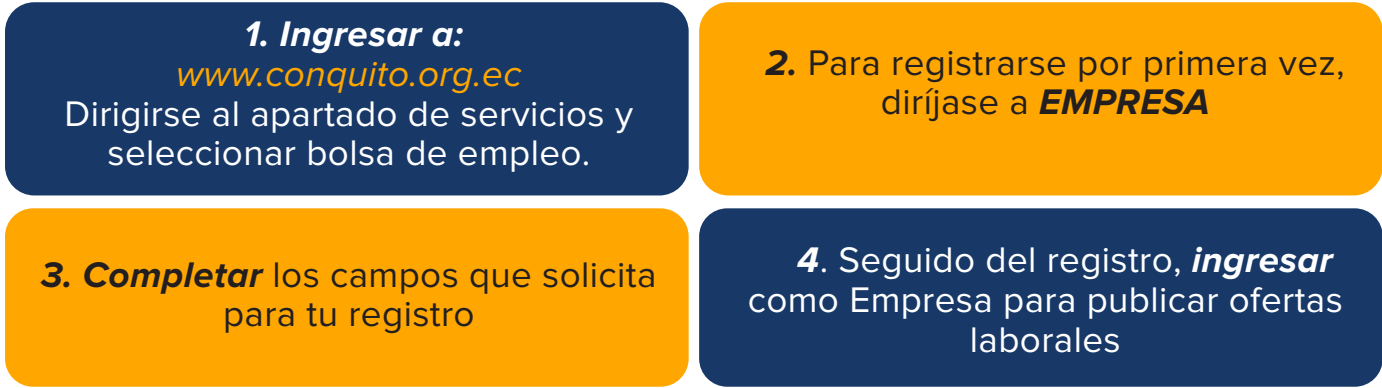 1. Ingresar a:
www.conquito.org.ec
Dirigirse al apartado de servicios y
seleccionar bolsa de empleo.
2. Para registrarse por primera vez,
diríjase a EMPRESA
3. Completar los campos que solicita
para tu registro
4. Seguido del registro, ingresar
como Empresa para publicar ofertas
laborales